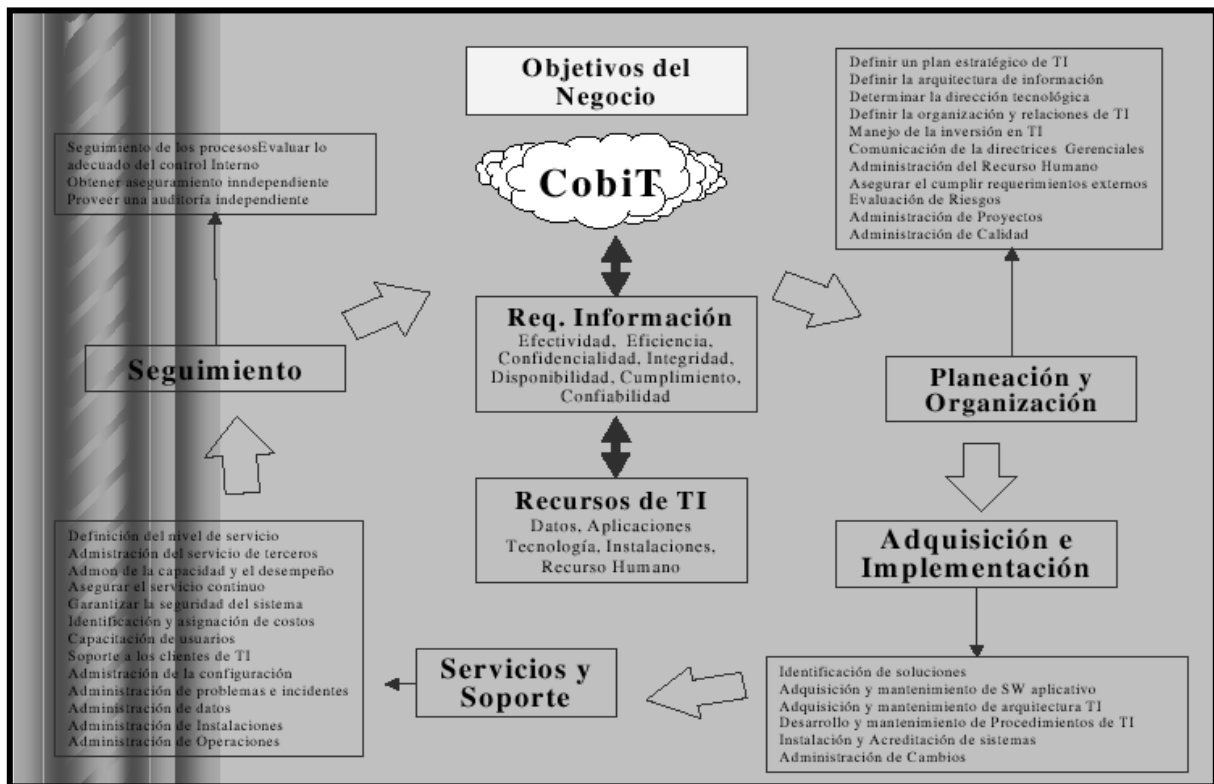 Objetivos del
Negocio
CobiT
Req. Información
Efectividad, Eficiencia,
Confidencialidad, Integridad,
Disponibilidad, Cumplimiento,
Confiabilidad
Recursos de TI
Datos, Aplicaciones
Tecnología, Instalaciones,
Recurso Humano
Definir un plan estratégico de TI
Definir la arquitectura de información
Determinar la dirección tecnológica
Definir la organización y relaciones de TI
Manejo de la inversión en TI
Comunicación de la directrices Gerenciales
Administración del Recurso Humano
Asegurar el cumplir requerimientos externos
Evaluación de Riesgos
Administración de Proyectos
Administración de Calidad
Planeación y
Organización
Adquisición e
Implementación
Identificación de soluciones
Adquisición y mantenimiento de SW aplicativo
Adquisición y mantenimiento de arquitectura TI
Desarrollo y mantenimiento de Procedimientos de TI
Instalación y Acreditación de sistemas
Administración de Cambios
Servicios y
Soporte
Definición del nivel de servicio
Admistración del servicio de terceros
Admon de la capacidad y el desempeño
Asegurar el servicio continuo
Garantizar la seguridad del sistema
Identificación y asignación de costos
Capacitación de usuarios
Soporte a los clientes de TI
Admistración de la configuración
Administración de problemas e incidentes
Administración de datos
Administración de Instalaciones
Administración de Operaciones
Seguimiento
Seguimiento de los procesosEvaluar lo
adecuado del control Interno
Obtener aseguramiento inndependiente
Proveer una auditoría independiente